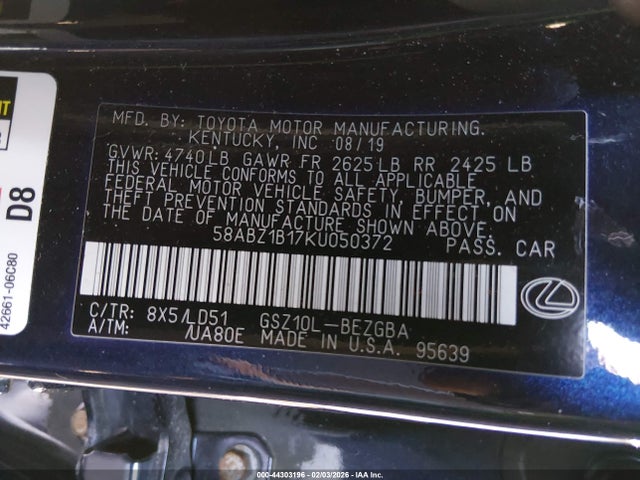 MFD. BY: TOYOTA MOTOR MANUFACTURING.
KENTUCKY, INC 08/19
GVWR: 4740LB GAWR FR 2625LB RR 2425 LB
THIS VEHICLE CONFORMS TO ALL APPLICABLE
FEDERAL MOTOR VEHICLE SAFETY, BUMPER, AND
THEFT PREVENTION STANDARDS IN EFFECT ON
THE DATE OF MANUFACTURE SHOWN ABOVE.
58ABZ1B17KU050372 PASS. CAR
C/TR: 8X5/LD51 GSZ10L-BEZGBA
A/TM: /UA80E MADE IN U.S.A. 95639
D8
42661-06C80
000-44303196 - 02/03/2026 - IAA Inc.